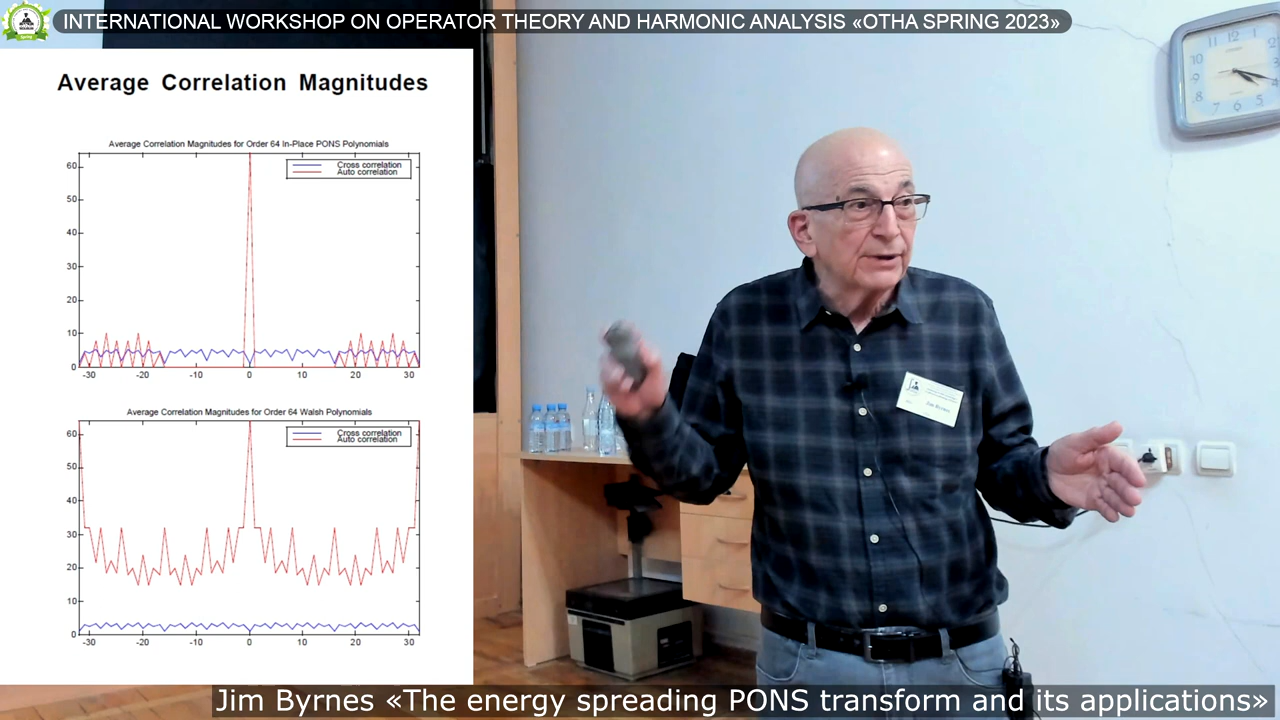 INTERNATIONAL WORKSHOP ON OPERATOR THEORY AND HARMONIC ANALYSIS «OTHA SPRING 2023»
Average Correlation Magnitudes
Average Correlation Magnitudes for Order 64 In-Place PONS Polynomials
Cross correlation
Auto correlation
60
50
40
30
20
10
0
-30 -20 -10 0 10 20 30
Average Correlation Magnitudes for Order 64 Walsh Polynomials
Cross correlation
Auto correlation
60
50
40
30
20
10
0
-30 -20 -10 0 10 20 30
Jim Byrnes
Jim Byrnes «The energy spreading PONS transform and its applications»